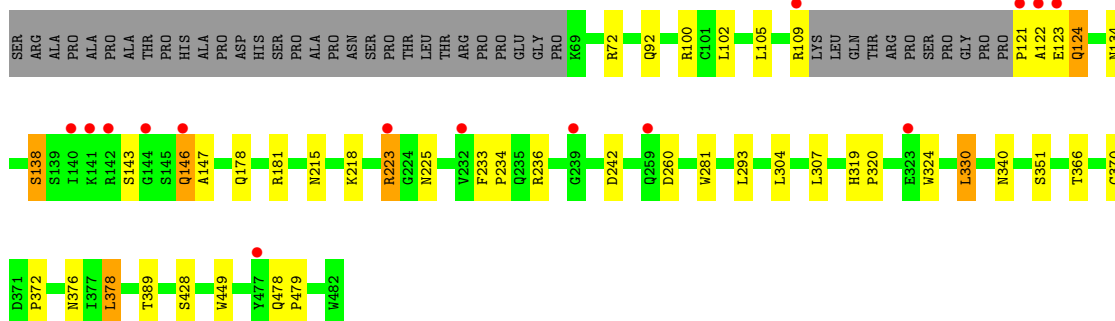 SER ARG ALA PRO ALA PRO ALA THR PRO HIS ALA PRO ASP HIS SER PRO ALA PRO ASN SER PRO THR LEU THR ARG PRO PRO GLU GLY PRO K69 R72 Q92 R100 C101 L102 L105 R109 LYS LEU GLN THR ARG PRO SER PRO GLY PRO PRO P121 A122 E123 Q124 N134
S138 S139 I140 K141 R142 S143 G144 S145 Q146 A147 Q178 R181 N215 K218 R223 G224 N225 V232 F233 P234 Q235 R236 G239 D242 Q259 D260 W281 L293 L304 L307 H319 P320 E323 W324 L330 N340 S351 T366 G370
D371 P372 N376 I377 L378 T389 S428 W449 Y477 Q478 P479 W482